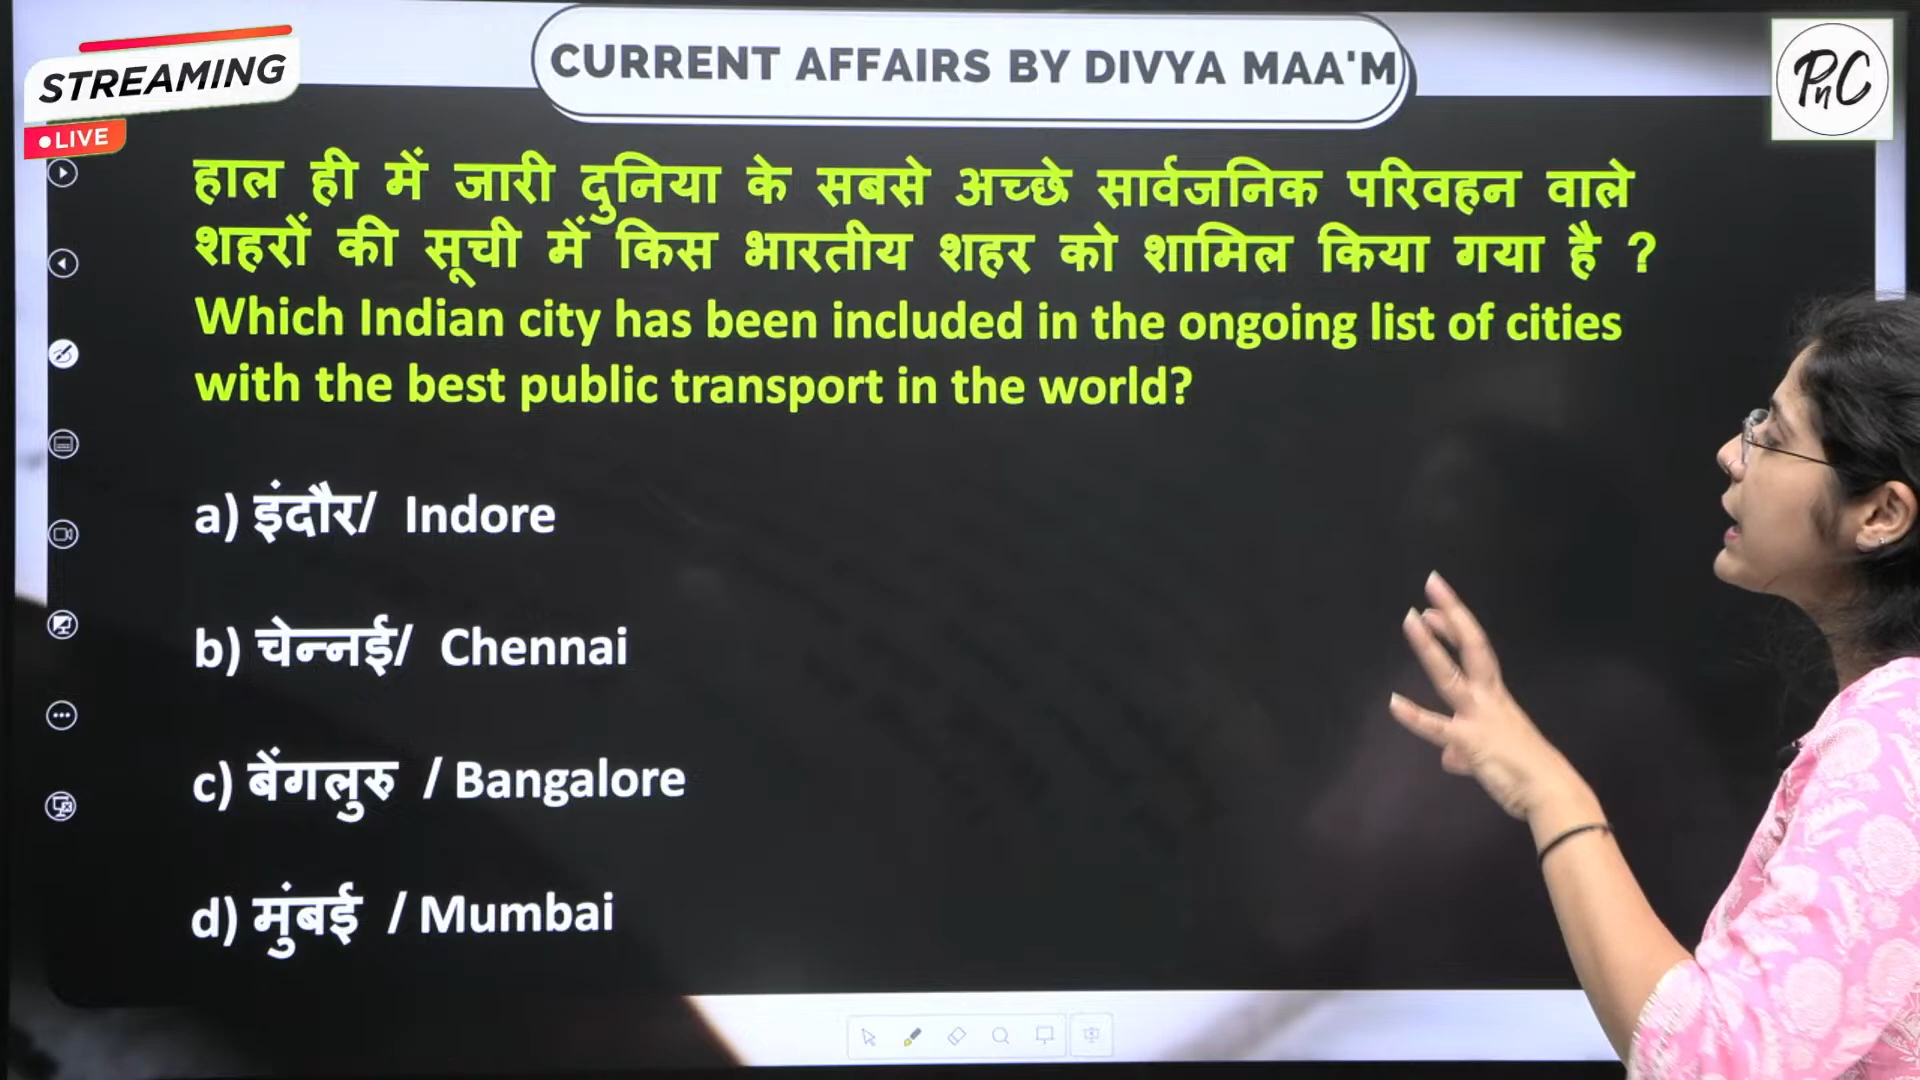 STREAMING
LIVE
CURRENT AFFAIRS BY DIVYA MAA'M
PnC
हाल ही में जारी दुनिया के सबसे अच्छे सार्वजनिक परिवहन वाले
शहरों की सूची में किस भारतीय शहर को शामिल किया गया है ?
Which Indian city has been included in the ongoing list of cities
with the best public transport in the world?
a) इंदौर/ Indore
b) चेन्नई/ Chennai
c) बेंगलुरु / Bangalore
d) मुंबई / Mumbai